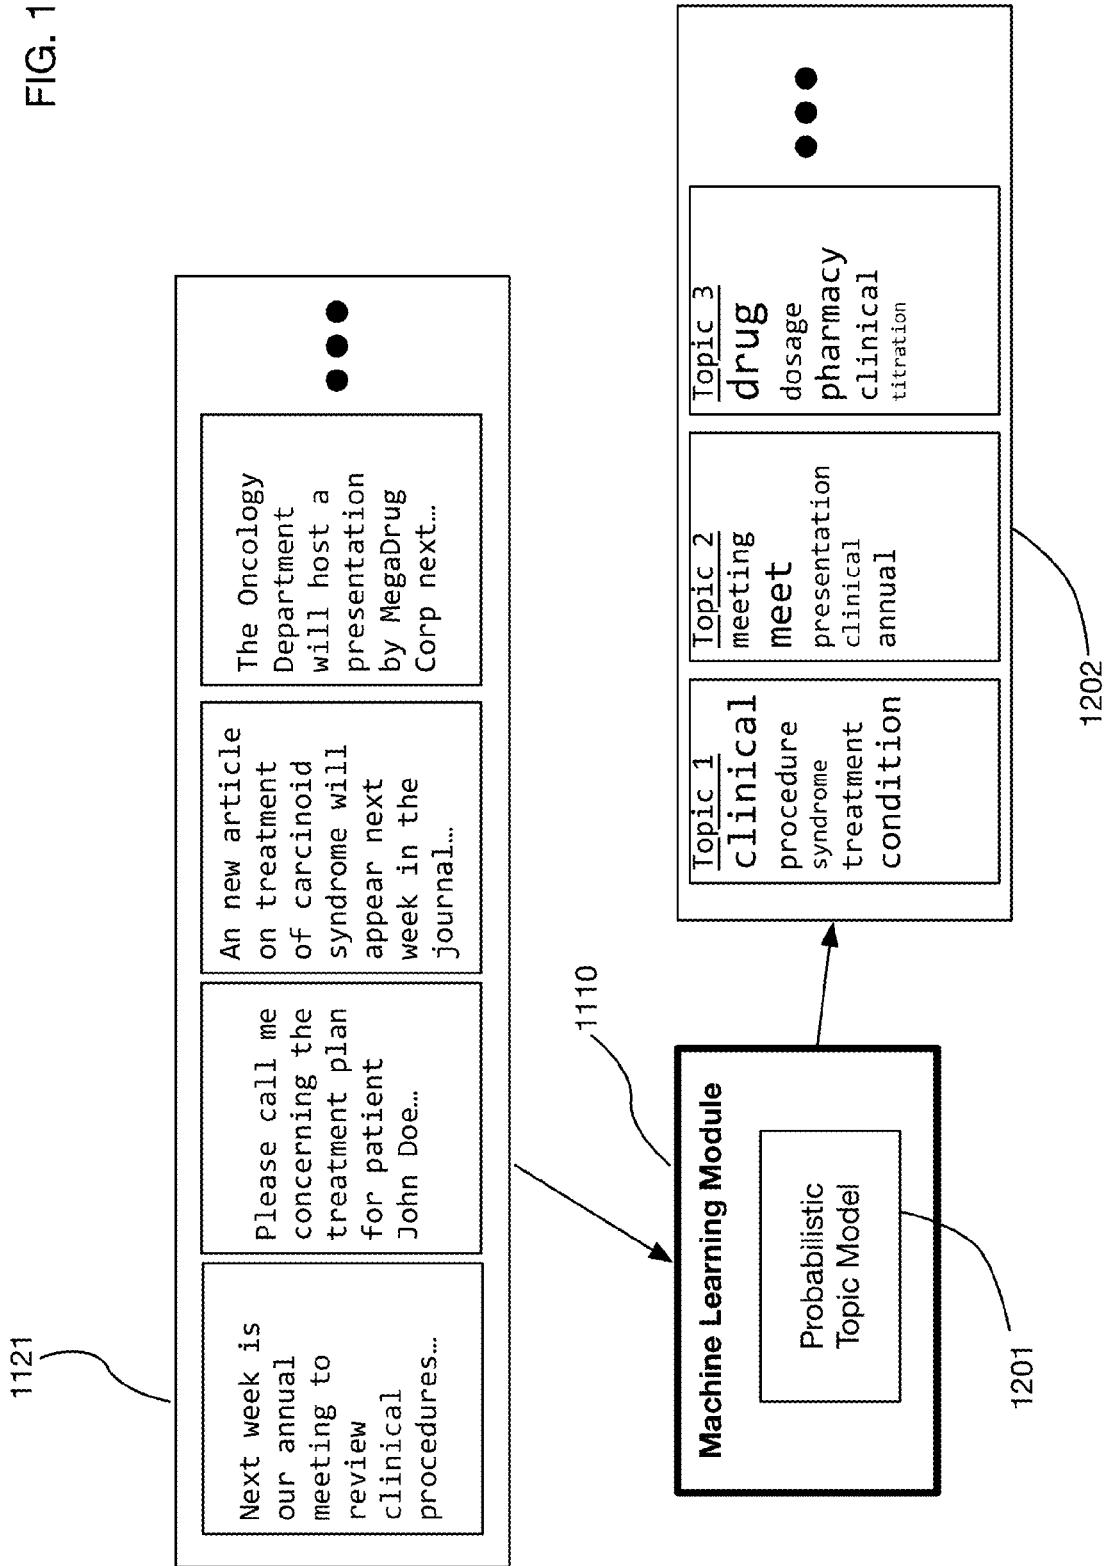 FIG. 1
1121
Next week is
our annual
meeting to
review
clinical
procedures…
Please call me
concerning the
treatment plan
for patient
John Doe…
An new article
on treatment
of carcinoid
syndrome will
appear next
week in the
journal…
The Oncology
Department
will host a
presentation
by MegaDrug
Corp next…
1110
Machine Learning Module
Probabilistic
Topic Model
1201
Topic 1
clinical
procedure
syndrome
treatment
condition
Topic 2
meeting
meet
presentation
clinical
annual
Topic 3
drug
dosage
pharmacy
clinical
titration
1202